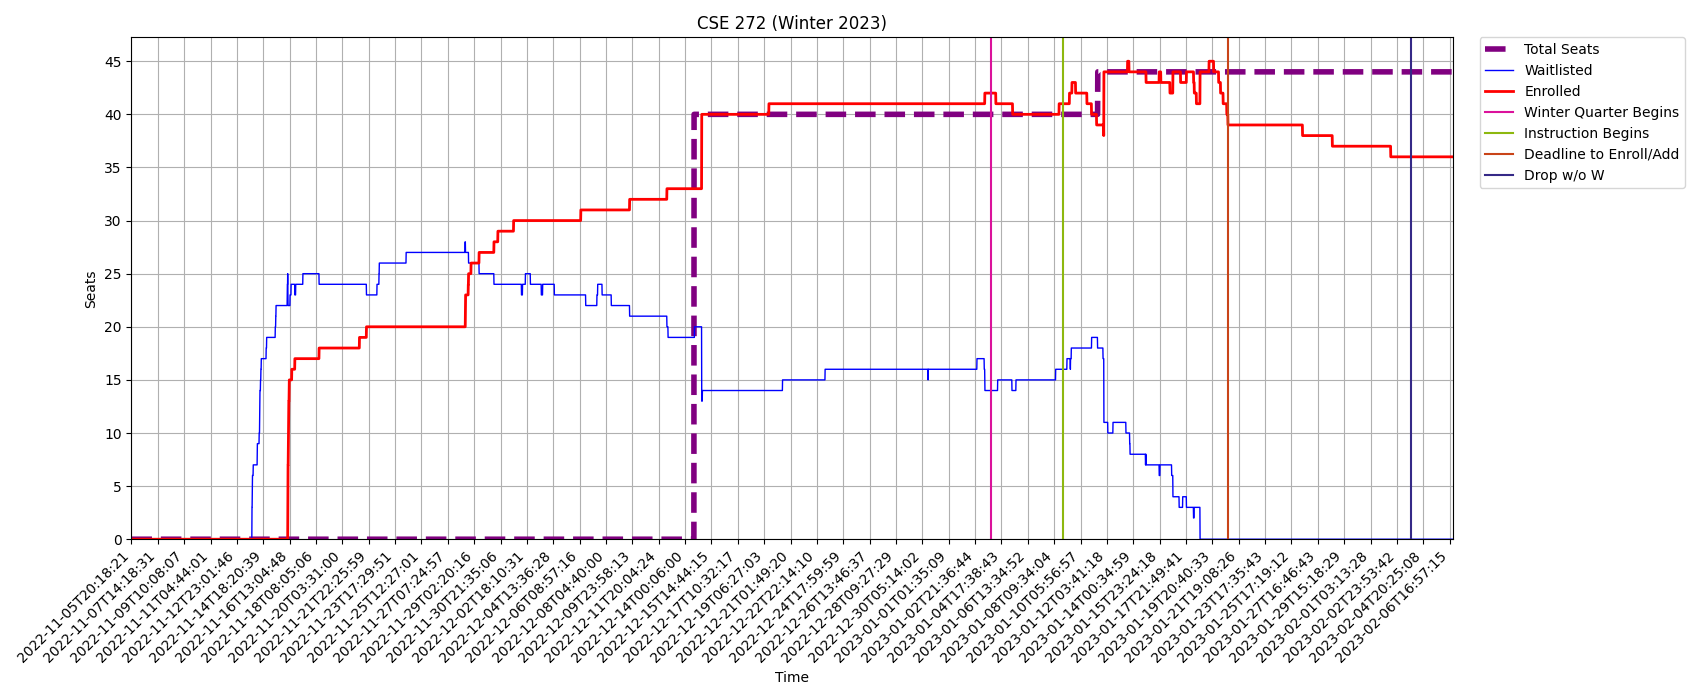 CSE 272 (Winter 2023)
Total Seats
Waitlisted
Enrolled
Winter Quarter Begins
Instruction Begins
Deadline to Enroll/Add
Drop w/o W
Seats
45
40
35
30
25
20
15
10
5
0
2022-11-05T20:18:21
2022-11-07T14:18:31
2022-11-09T10:08:07
2022-11-11T04:44:01
2022-11-12T23:01:46
2022-11-14T18:20:39
2022-11-16T13:04:48
2022-11-18T08:05:06
2022-11-20T03:31:00
2022-11-21T22:25:59
2022-11-23T17:29:51
2022-11-25T12:27:01
2022-11-27T07:24:57
2022-11-29T02:20:16
2022-11-30T21:35:06
2022-12-02T18:10:31
2022-12-04T13:36:28
2022-12-06T08:57:16
2022-12-08T04:40:00
2022-12-09T23:58:13
2022-12-11T20:04:24
2022-12-14T00:06:00
2022-12-15T14:44:15
2022-12-17T10:32:17
2022-12-19T06:27:03
2022-12-21T01:49:20
2022-12-22T22:14:10
2022-12-24T17:59:59
2022-12-26T13:46:37
2022-12-28T09:27:29
2022-12-30T05:14:02
2023-01-01T01:35:09
2023-01-02T21:36:44
2023-01-04T17:38:43
2023-01-06T13:34:52
2023-01-08T09:34:04
2023-01-10T05:56:57
2023-01-12T03:41:18
2023-01-14T00:34:59
2023-01-15T22:24:18
2023-01-17T21:49:41
2023-01-19T20:40:33
2023-01-21T19:08:26
2023-01-23T17:35:43
2023-01-25T17:19:12
2023-01-27T16:46:43
2023-01-29T15:18:29
2023-02-01T03:13:28
2023-02-02T23:53:42
2023-02-04T20:25:08
2023-02-06T16:57:15
Time